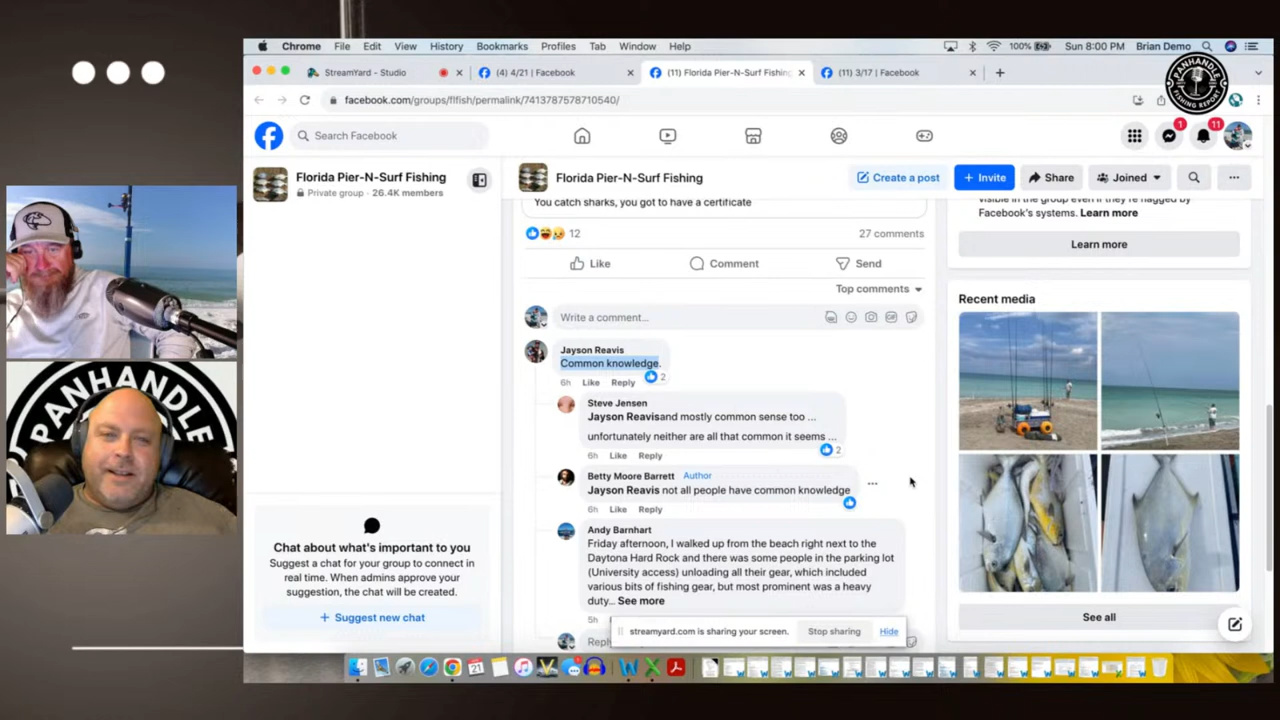 Chrome File Edit View History Bookmarks Profiles Tab Window Help
100% Sun 8:00 PM Brian Demo
StreamYard - Studio
(4) 4/21 | Facebook
(11) Florida Pier-N-Surf Fishing
(11) 3/17 | Facebook
facebook.com/groups/flfish/permalink/7413787578710540/
PANHANDLE
FISHING REPORT
Search Facebook
1
11
Florida Pier-N-Surf Fishing
Private group · 26.4K members
Florida Pier-N-Surf Fishing
Create a post
+ Invite
Share
Joined
You catch sharks, you got to have a certificate
12
27 comments
Like
Comment
Send
Top comments
Write a comment...
Jayson Reavis
Common knowledge.
2
6h Like Reply
Steve Jensen
Jayson Reavisand mostly common sense too ...
unfortunately neither are all that common it seems ...
2
6h Like Reply
Betty Moore Barrett Author
Jayson Reavis not all people have common knowledge
6h Like Reply
Andy Barnhart
Friday afternoon, I walked up from the beach right next to the
Daytona Hard Rock and there was some people in the parking lot
(University access) unloading all their gear, which included
various bits of fishing gear, but most prominent was a heavy
duty... See more
5h
Repl
streamyard.com is sharing your screen.
Stop sharing
Hide
visible in the group even if they're flagged by
Facebook's systems. Learn more
Learn more
Recent media
See all
Chat about what's important to you
Suggest a chat for your group to connect in
real time. When admins approve your
suggestion, the chat will be created.
+ Suggest new chat
PANHANDLE
21